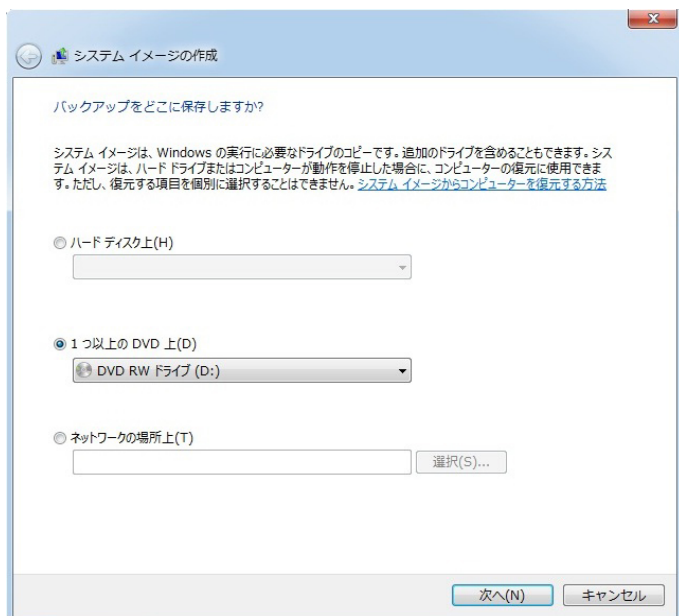 システム イメージの作成
バックアップをどこに保存しますか?
システム イメージは、Windows の実行に必要なドライブのコピーです。追加のドライブを含めることもできます。シス
テム イメージは、ハード ドライブまたはコンピューターが動作を停止した場合に、コンピューターの復元に使用できま
す。ただし、復元する項目を個別に選択することはできません。システム イメージからコンピューターを復元する方法
ハード ディスク上(H)
1 つ以上の DVD 上(D)
DVD RW ドライブ (D:)
ネットワークの場所上(T)
選択(S)...
次へ(N) キャンセル